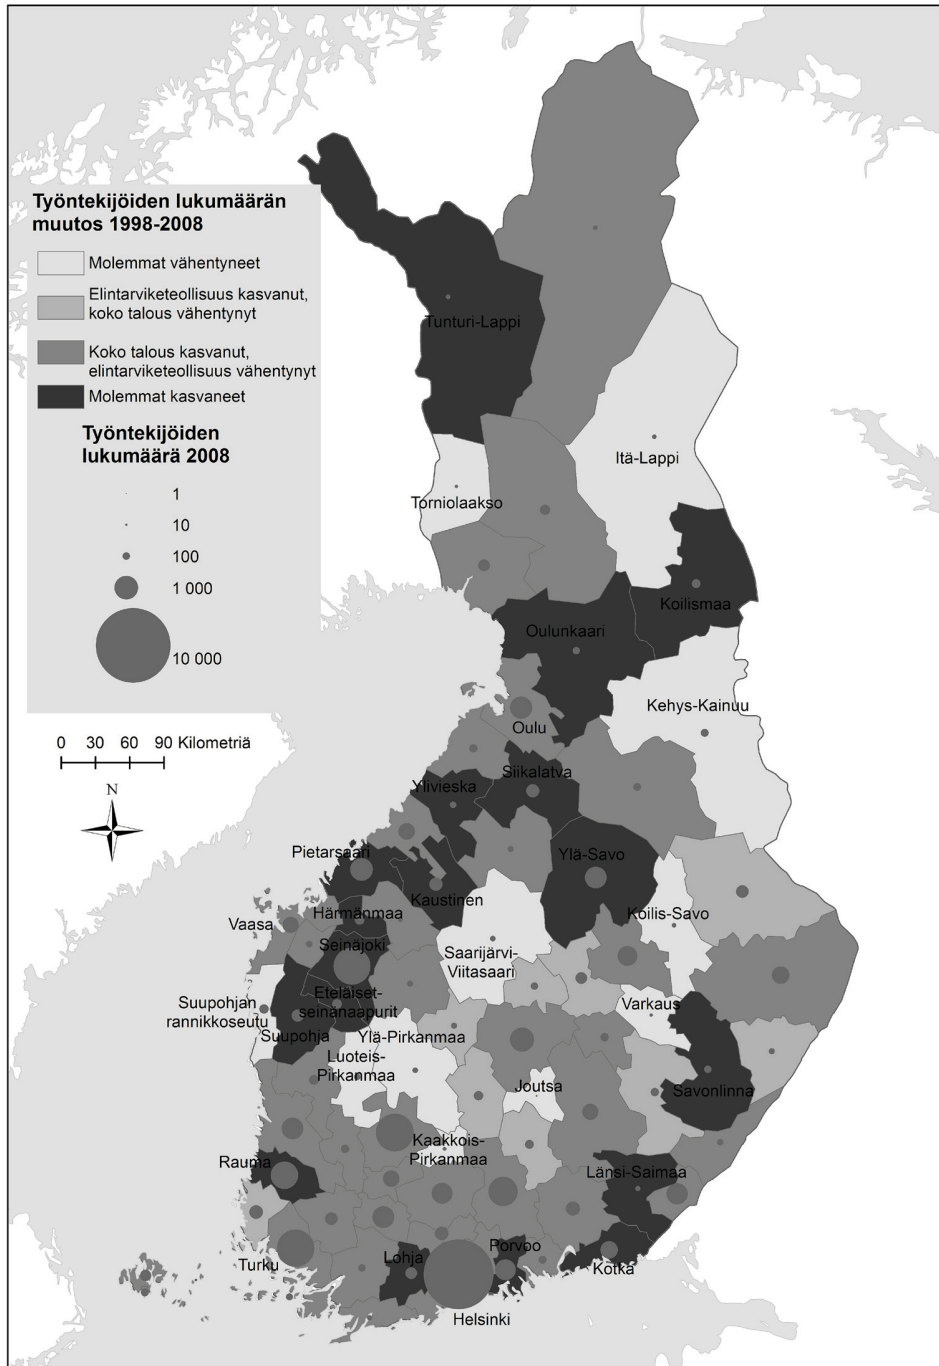 Työntekijöiden lukumäärän
muutos 1998-2008
Molemmat vähentyneet
Elintarviketeollisuus kasvanut,
koko talous vähentynyt
Koko talous kasvanut,
elintarviketeollisuus vähentynyt
Molemmat kasvaneet
Työntekijöiden
lukumäärä 2008
1
10
100
1 000
10 000
0 30 60 90 Kilometriä
N
Tunturi-Lappi
Itä-Lappi
Torniolaakso
Koilismaa
Oulunkaari
Kehys-Kainuu
Oulu
Siikalatva
Ylivieska
Pietarsaari
Ylä-Savo
Kaustinen
Härmänmaa
Koilis-Savo
Vaasa
Seinäjoki
Saarijärvi-
Viitasaari
Eteläiset-
seinänaapurit
Varkaus
Suupohjan
rannikkoseutu
Suupohja
Ylä-Pirkanmaa
Luoteis-
Pirkanmaa
Joutsa
Savonlinna
Kaakkois-
Pirkanmaa
Rauma
Länsi-Saimaa
Turku
Lohja
Porvoo
Kotka
Helsinki